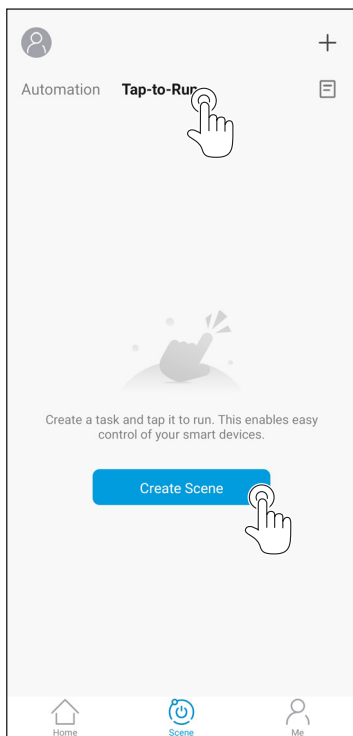 Automation Tap-to-Run
Create a task and tap it to run. This enables easy
control of your smart devices.
Create Scene
Home Scene Me